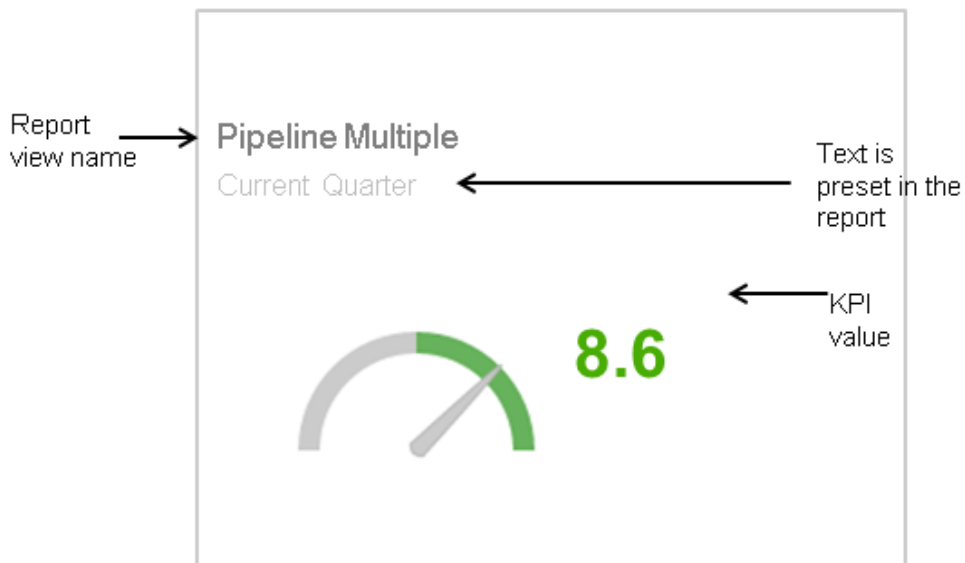 Report
view name
Pipeline Multiple
Current Quarter
Text is
preset in the
report
KPI
value
8.6